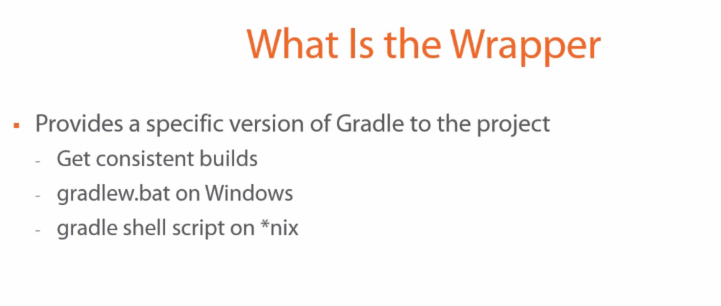 What Is the Wrapper
▪ Provides a specific version of Gradle to the project
- Get consistent builds
- gradlew.bat on Windows
- gradle shell script on *nix